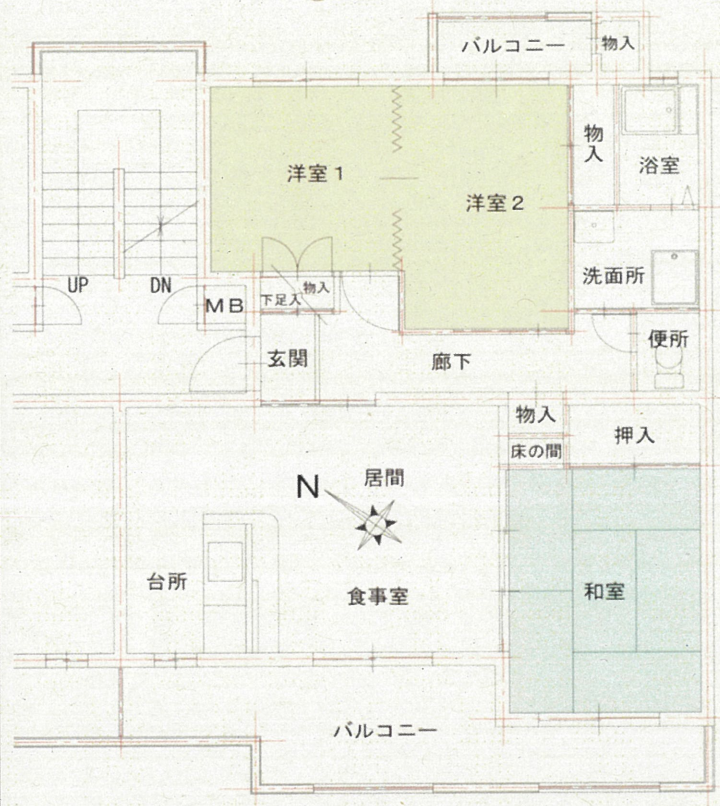 バルコニー
物入
物入
浴室
洋室1
洋室2
洗面所
UP
DN
MB
物入
下足入
便所
玄関
廊下
物入
押入
床の間
N
居間
台所
食事室
和室
バルコニー